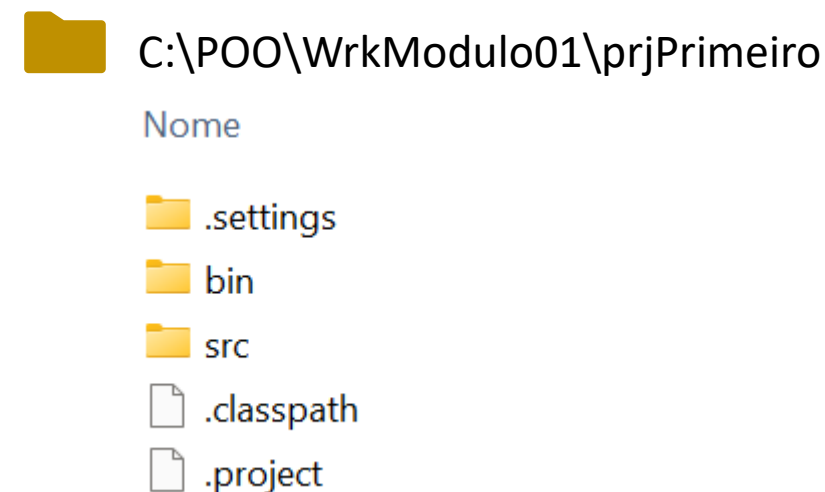 C:\POO\WrkModulo01\prjPrimeiro
Nome
.settings
bin
src
.classpath
.project